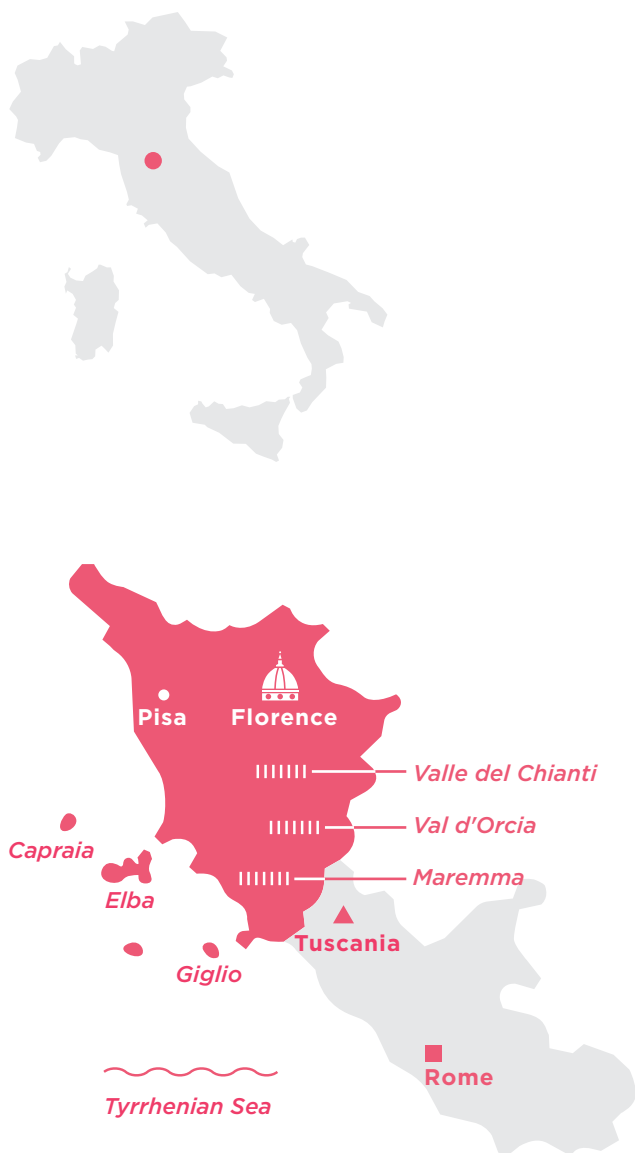 Pisa
Florence
Valle del Chianti
Val d'Orcia
Capraia
Maremma
Elba
Tuscania
Giglio
Rome
Tyrrhenian Sea